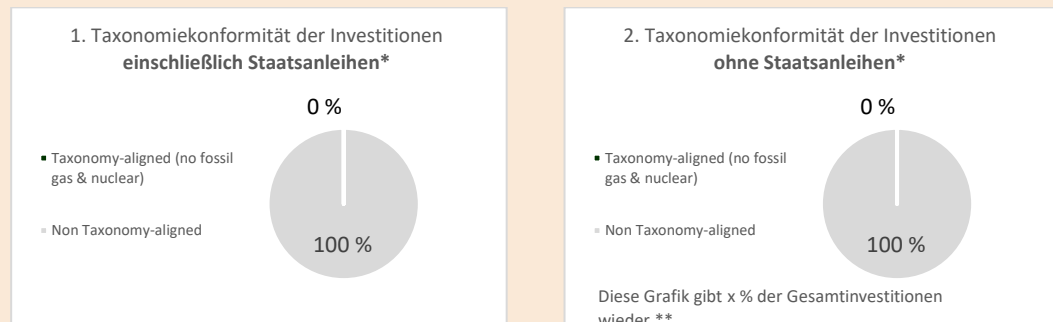 1. Taxonomiekonformität der Investitionen
einschließlich Staatsanleihen*
0 %
Taxonomy-aligned (no fossil
gas & nuclear)
Non Taxonomy-aligned
100 %
2. Taxonomiekonformität der Investitionen
ohne Staatsanleihen*
0 %
Taxonomy-aligned (no fossil
gas & nuclear)
Non Taxonomy-aligned
100 %
Diese Grafik gibt x % der Gesamtinvestitionen
wieder.**